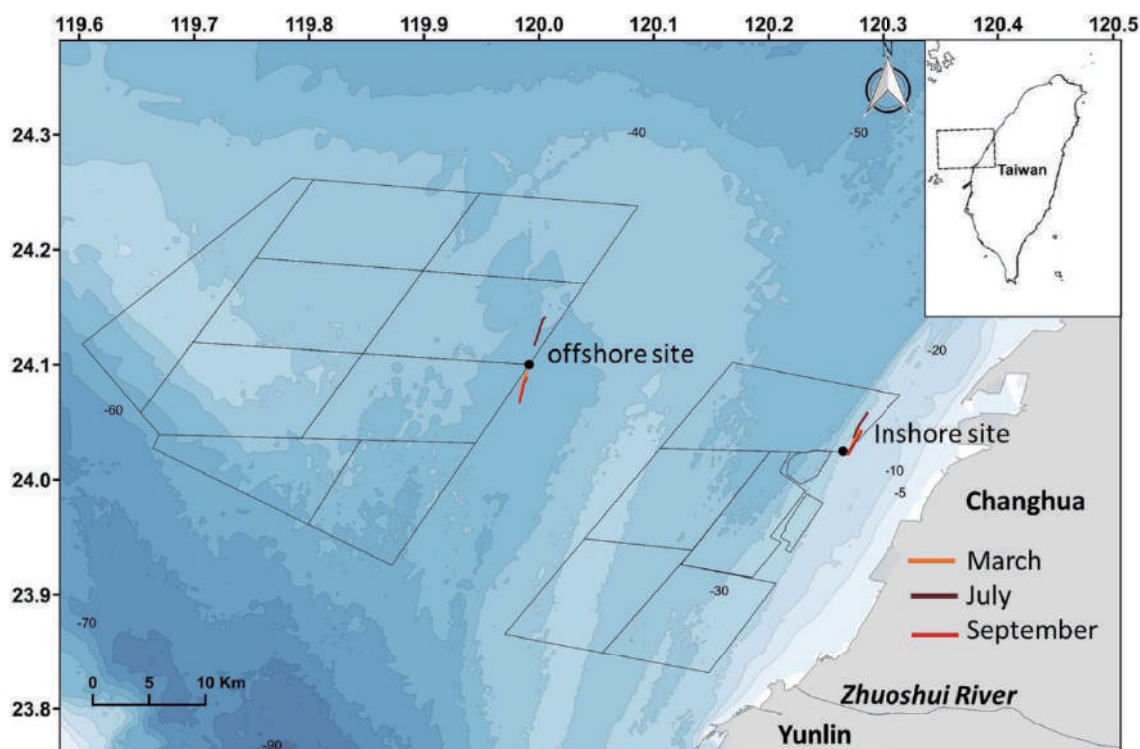 119.6 119.7 119.8 119.9 120.0 120.1 120.2 120.3 120.4 120.5
N
24.3
-40
-50
Taiwan
24.2
24.1
offshore site
-20
-60
Inshore site
24.0
-10
-5
Changhua
March
23.9
-30
July
-70
September
0 5 10 Km
Zhuoshui River
23.8
Yunlin
-90